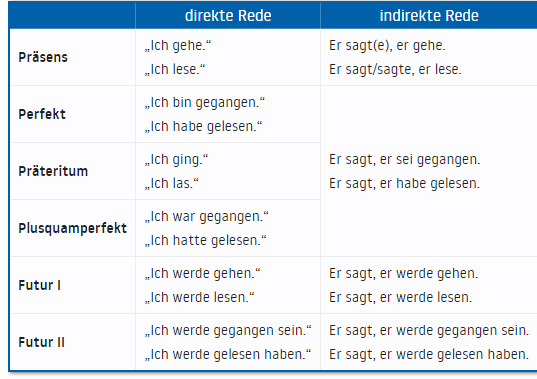 direkte Rede indirekte Rede
Präsens
„Ich gehe.“ Er sagt(e), er gehe.
„Ich lese.“ Er sagt/sagte, er lese.
Perfekt
„Ich bin gegangen.“
„Ich habe gelesen.“
Präteritum
„Ich ging.“ Er sagt, er sei gegangen.
„Ich las.“ Er sagt, er habe gelesen.
Plusquamperfekt
„Ich war gegangen.“
„Ich hatte gelesen.“
Futur I
„Ich werde gehen.“ Er sagt, er werde gehen.
„Ich werde lesen.“ Er sagt, er werde lesen.
Futur II
„Ich werde gegangen sein.“ Er sagt, er werde gegangen sein.
„Ich werde gelesen haben.“ Er sagt, er werde gelesen haben.